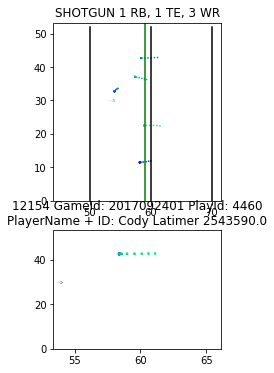 SHOTGUN 1 RB, 1 TE, 3 WR
50
40
30
20
10
0
50 60 70
12154 GameId: 2017092401 PlayId: 4460
PlayerName + ID: Cody Latimer 2543590.0
40
20
0
55 60 65